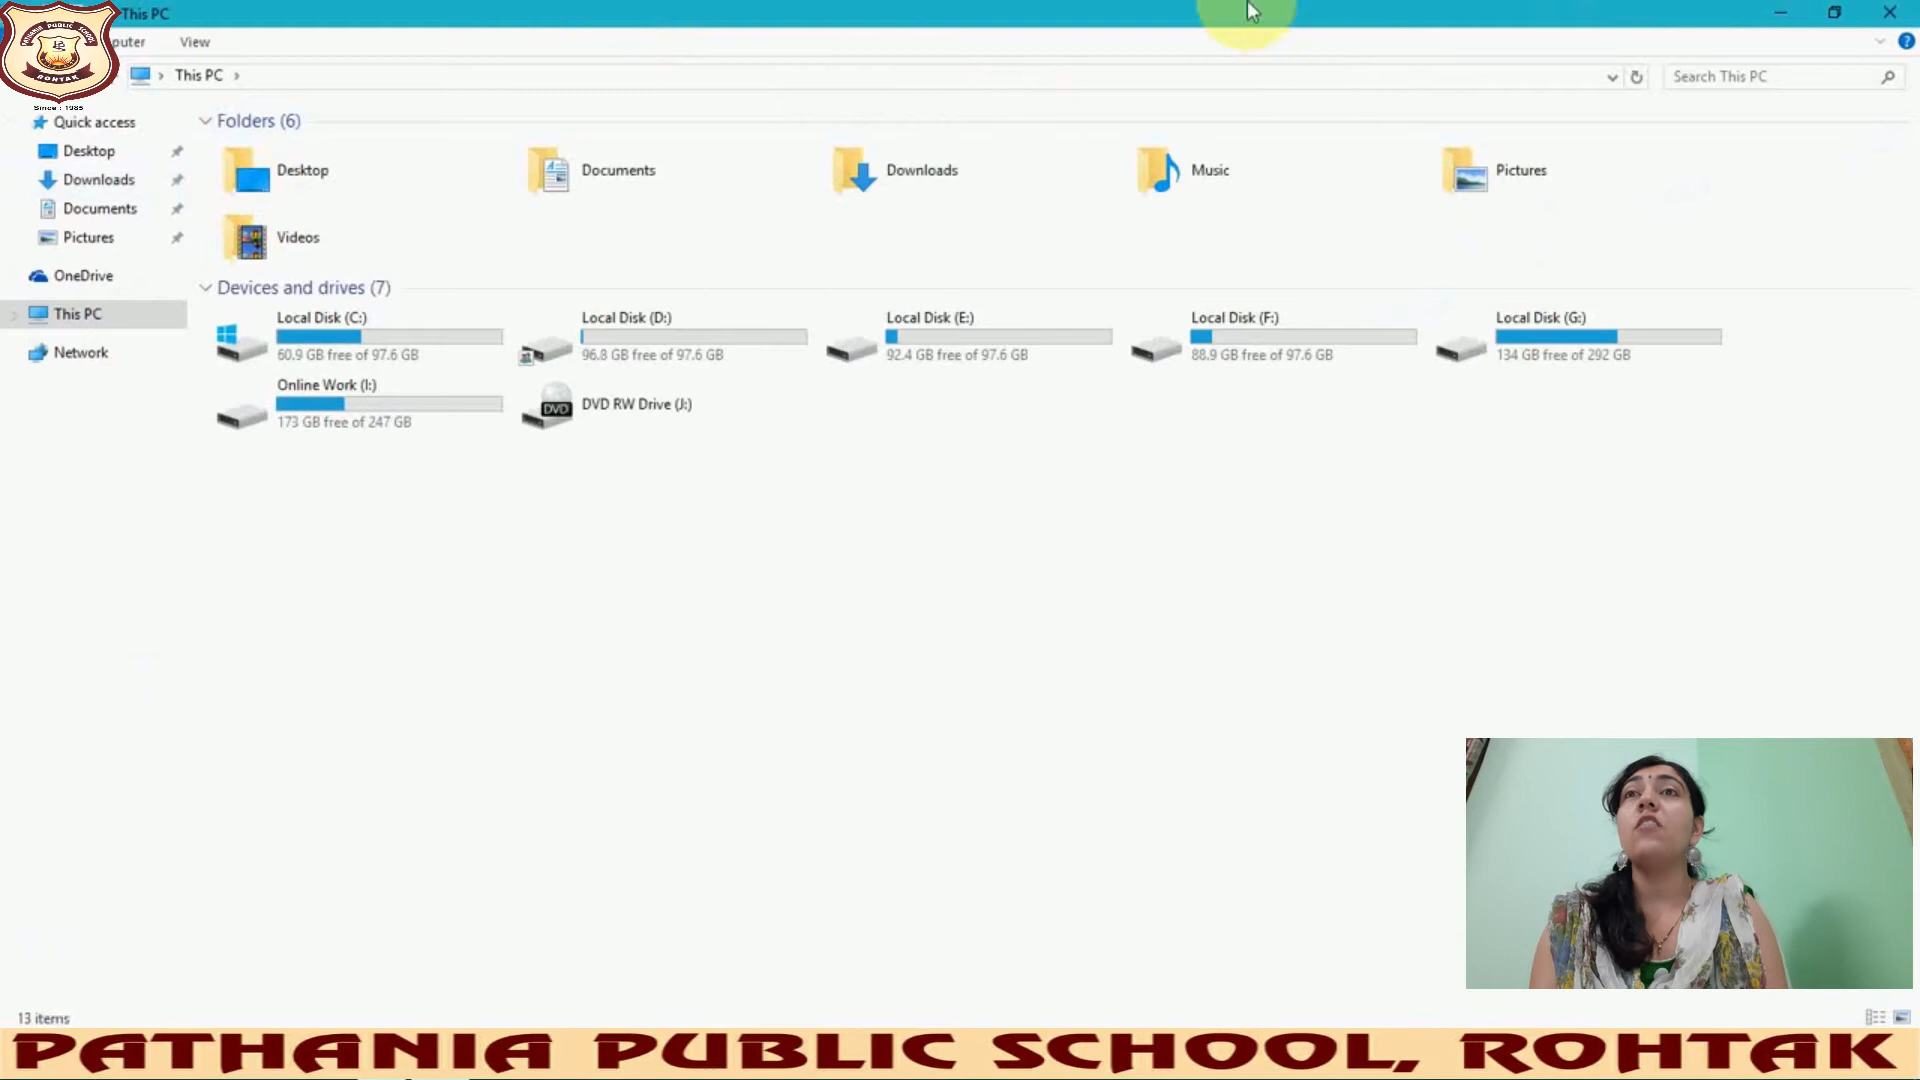 This PC
puter View
This PC
Search This PC
PATHANIA PUBLIC SCHOOL
ROHTAK
Since : 1985
Quick access
Desktop
Downloads
Documents
Pictures
OneDrive
This PC
Network
Folders (6)
Desktop
Documents
Downloads
Music
Pictures
Videos
Devices and drives (7)
Local Disk (C:)
60.9 GB free of 97.6 GB
Local Disk (D:)
96.8 GB free of 97.6 GB
Local Disk (E:)
92.4 GB free of 97.6 GB
Local Disk (F:)
88.9 GB free of 97.6 GB
Local Disk (G:)
134 GB free of 292 GB
Online Work (I:)
173 GB free of 247 GB
DVD
DVD RW Drive (J:)
13 items
PATHANIA PUBLIC SCHOOL, ROHTAK